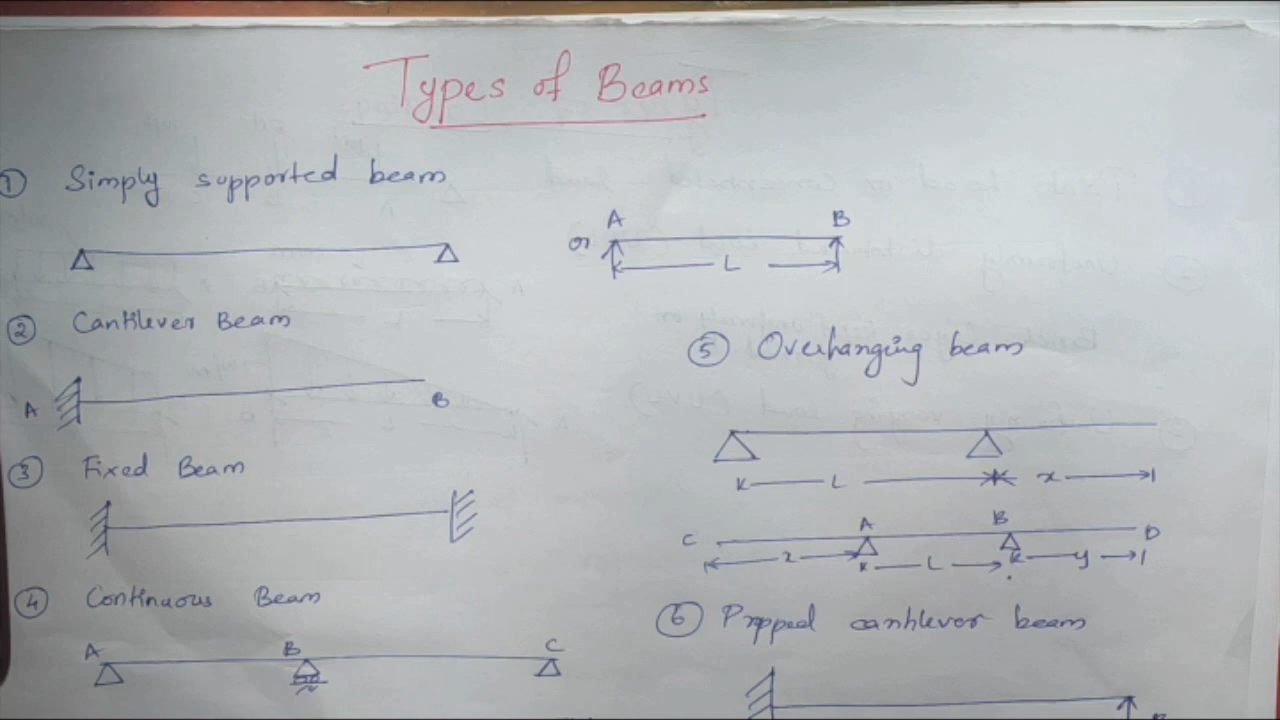 Types of Beams
① Simply supported beam
or A B
L
② Cantilever Beam
A B
③ Fixed Beam
④ Continuous Beam
A B C
⑤ Overhanging beam
L x
C A B D
x L y
⑥ Propped cantilever beam